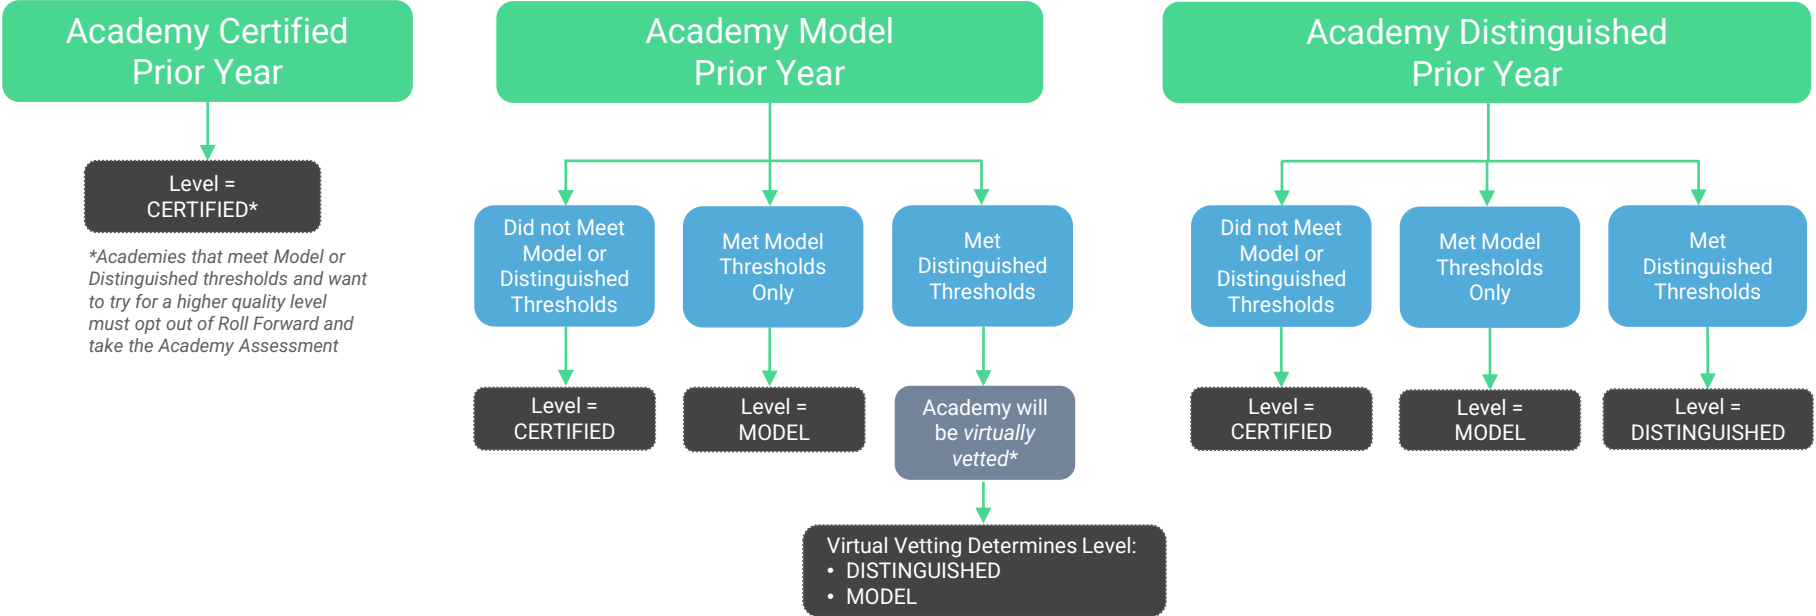 Academy Certified
Prior Year
Level =
CERTIFIED*
*Academies that meet Model or
Distinguished thresholds and want
to try for a higher quality level
must opt out of Roll Forward and
take the Academy Assessment
Academy Model
Prior Year
Did not Meet
Model or
Distinguished
Thresholds
Met Model
Thresholds
Only
Met
Distinguished
Thresholds
Level =
CERTIFIED
Level =
MODEL
Academy will
be virtually
vetted*
Virtual Vetting Determines Level:
• DISTINGUISHED
• MODEL
Academy Distinguished
Prior Year
Did not Meet
Model or
Distinguished
Thresholds
Met Model
Thresholds
Only
Met
Distinguished
Thresholds
Level =
CERTIFIED
Level =
MODEL
Level =
DISTINGUISHED